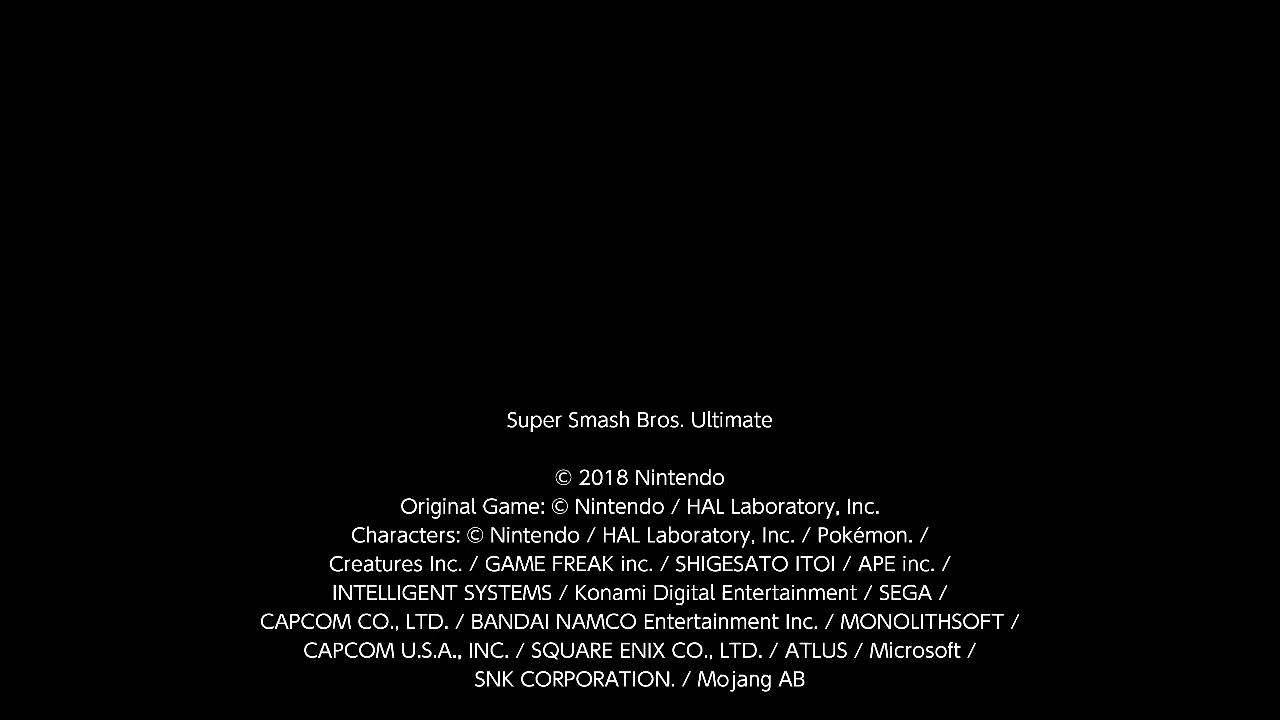 Super Smash Bros. Ultimate
© 2018 Nintendo
Original Game: © Nintendo / HAL Laboratory, Inc.
Characters: © Nintendo / HAL Laboratory, Inc. / Pokémon. /
Creatures Inc. / GAME FREAK inc. / SHIGESATO ITOI / APE inc. /
INTELLIGENT SYSTEMS / Konami Digital Entertainment / SEGA /
CAPCOM CO., LTD. / BANDAI NAMCO Entertainment Inc. / MONOLITHSOFT /
CAPCOM U.S.A., INC. / SQUARE ENIX CO., LTD. / ATLUS / Microsoft /
SNK CORPORATION. / Mojang AB